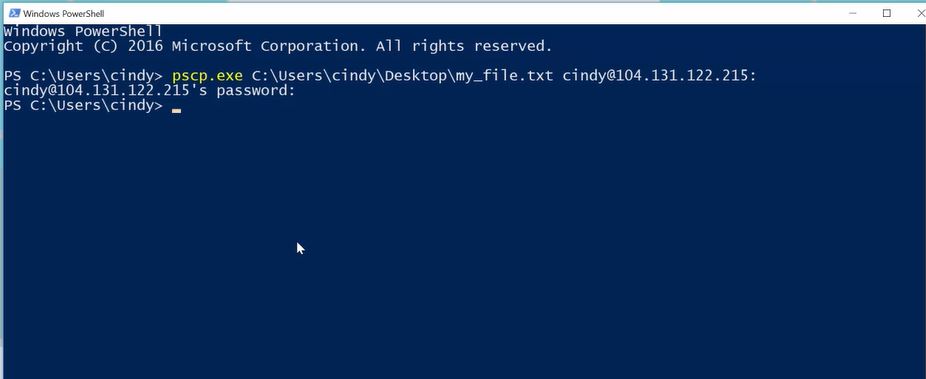 Windows PowerShell
Windows PowerShell
Copyright (C) 2016 Microsoft Corporation. All rights reserved.
PS C:\Users\cindy> pscp.exe C:\Users\cindy\Desktop\my_file.txt cindy@104.131.122.215:
cindy@104.131.122.215's password:
PS C:\Users\cindy>